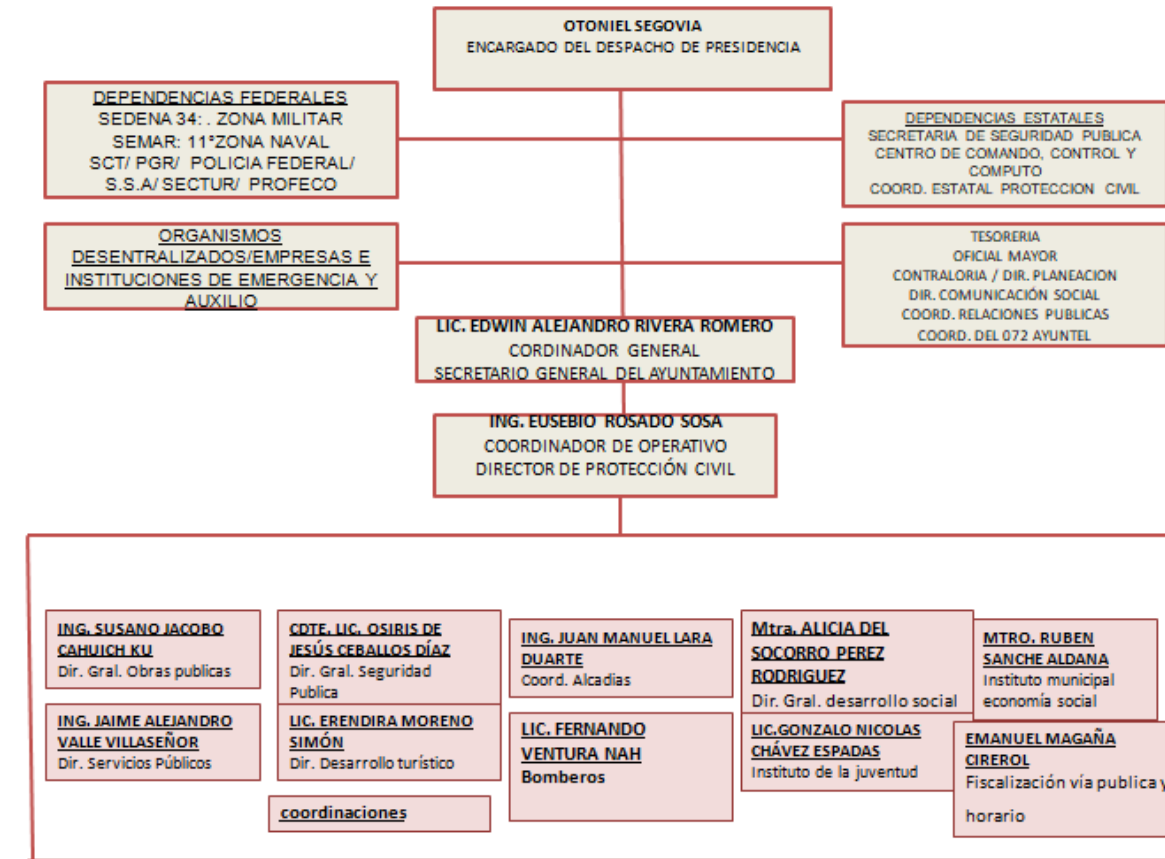 OTONIEL SEGOVIA
ENCARGADO DEL DESPACHO DE PRESIDENCIA
DEPENDENCIAS FEDERALES
SEDENA 34: . ZONA MILITAR
SEMAR: 11°ZONA NAVAL
SCT/ PGR/ POLICIA FEDERAL/
S.S.A/ SECTUR/ PROFECO
DEPENDENCIAS ESTATALES
SECRETARIA DE SEGURIDAD PUBLICA
CENTRO DE COMANDO, CONTROL Y
COMPUTO
COORD. ESTATAL PROTECCION CIVIL
ORGANISMOS
DESENTRALIZADOS/EMPRESAS E
INSTITUCIONES DE EMERGENCIA Y
AUXILIO
TESORERIA
OFICIAL MAYOR
CONTRALORIA / DIR. PLANEACION
DIR. COMUNICACIÓN SOCIAL
COORD. RELACIONES PUBLICAS
COORD. DEL 072 AYUNTEL
LIC. EDWIN ALEJANDRO RIVERA ROMERO
CORDINADOR GENERAL
SECRETARIO GENERAL DEL AYUNTAMIENTO
ING. EUSEBIO ROSADO SOSA
COORDINADOR DE OPERATIVO
DIRECTOR DE PROTECCIÓN CIVIL
ING. SUSANO JACOBO
CAHUICH KU
Dir. Gral. Obras publicas
CDTE. LIC. OSIRIS DE
JESÚS CEBALLOS DÍAZ
Dir. Gral. Seguridad
Publica
ING. JUAN MANUEL LARA
DUARTE
Coord. Alcadias
Mtra. ALICIA DEL
SOCORRO PEREZ
RODRIGUEZ
Dir. Gral. desarrollo social
MTRO. RUBEN
SANCHE ALDANA
Instituto municipal
economía social
ING. JAIME ALEJANDRO
VALLE VILLASEÑOR
Dir. Servicios Públicos
LIC. ERENDIRA MORENO
SIMÓN
Dir. Desarrollo turístico
LIC. FERNANDO
VENTURA NAH
Bomberos
LIC.GONZALO NICOLAS
CHÁVEZ ESPADAS
Instituto de la juventud
EMANUEL MAGAÑA
CIREROL
Fiscalización vía publica y
horario
coordinaciones